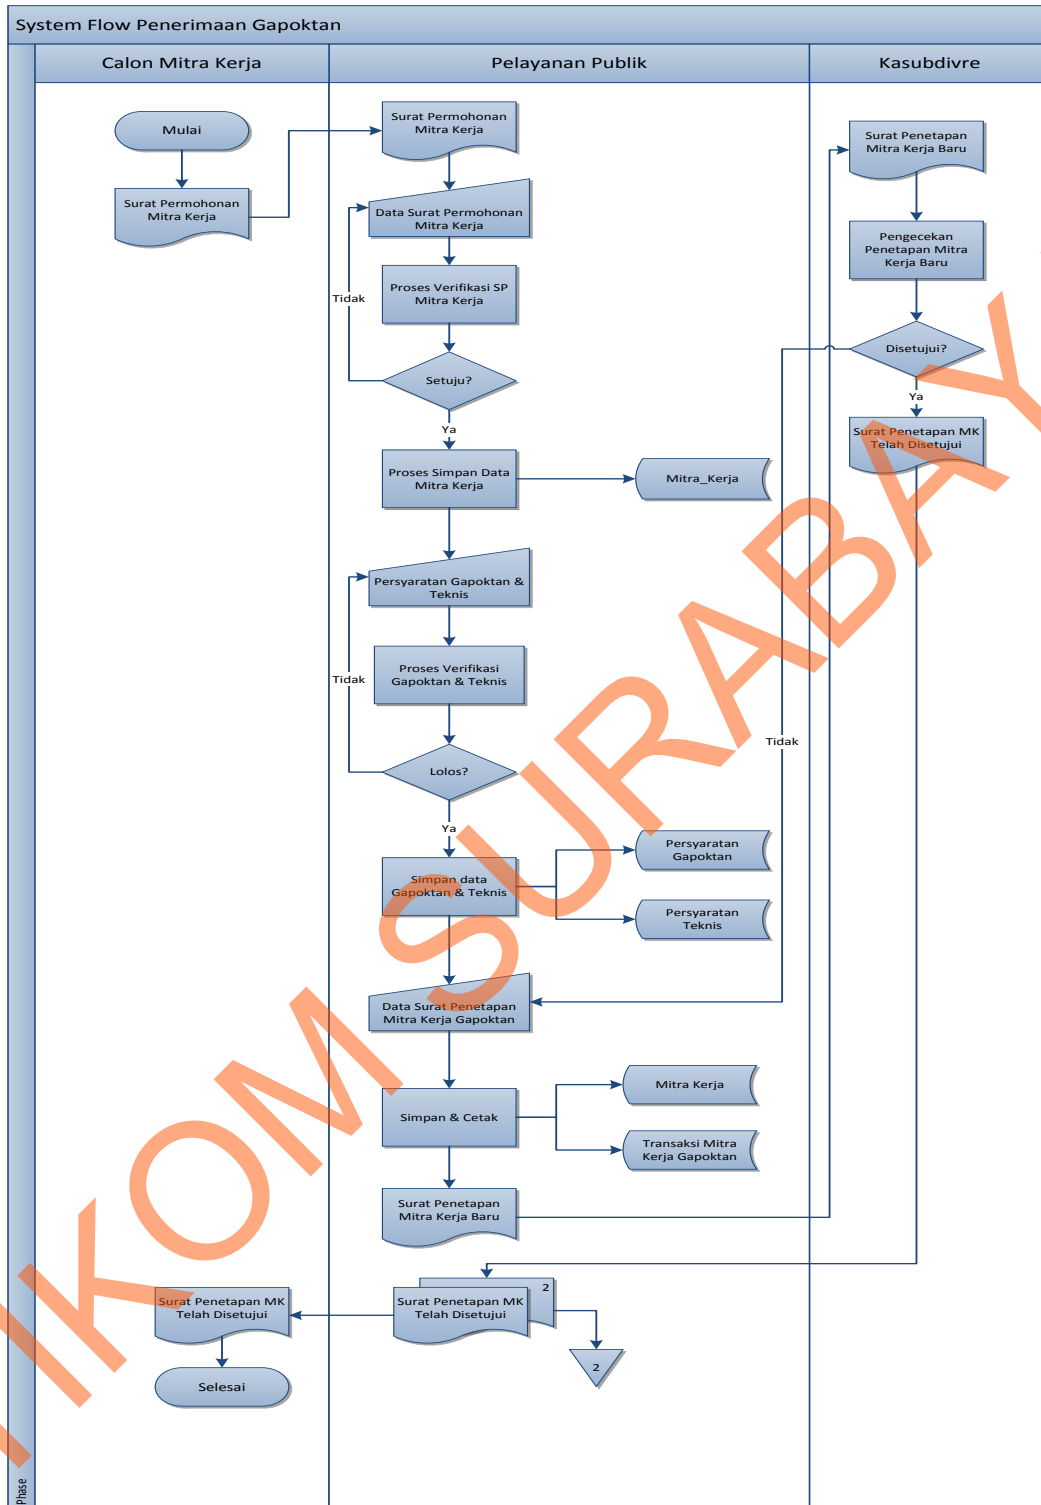 System Flow Penerimaan Gapoktan
Calon Mitra Kerja
Pelayanan Publik
Kasubdivre
Mulai
Surat Permohonan
Mitra Kerja
Surat Permohonan
Mitra Kerja
Data Surat Permohonan
Mitra Kerja
Proses Verifikasi SP
Mitra Kerja
Tidak
Setuju?
Ya
Proses Simpan Data
Mitra Kerja
Mitra_Kerja
Persyaratan Gapoktan &
Teknis
Proses Verifikasi
Gapoktan & Teknis
Tidak
Lolos?
Ya
Simpan data
Gapoktan & Teknis
Persyaratan
Gapoktan
Persyaratan
Teknis
Data Surat Penetapan
Mitra Kerja Gapoktan
Simpan & Cetak
Mitra Kerja
Transaksi Mitra
Kerja Gapoktan
Surat Penetapan
Mitra Kerja Baru
Surat Penetapan
Mitra Kerja Baru
Pengecekan
Penetapan Mitra
Kerja Baru
Disetujui?
Tidak
Ya
Surat Penetapan MK
Telah Disetujui
2
Surat Penetapan MK
Telah Disetujui
2
Surat Penetapan MK
Telah Disetujui
Selesai
Phase
IKOM SURABAY